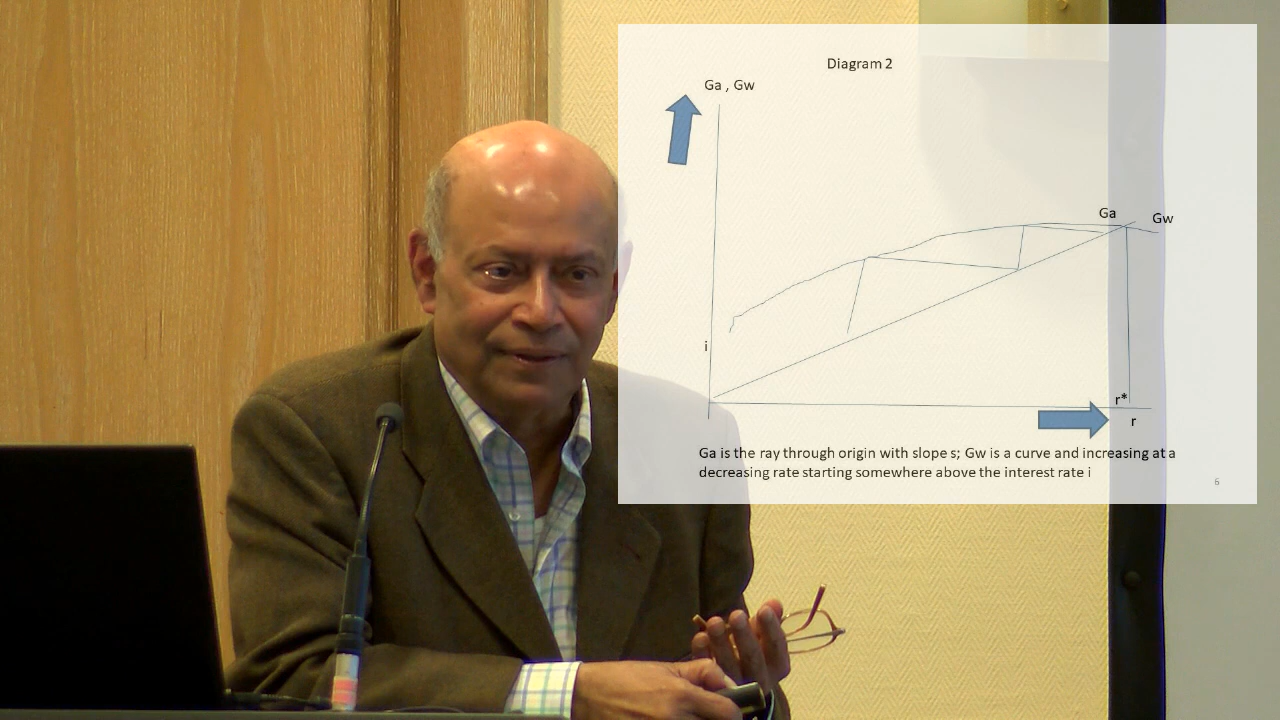 Diagram 2
Ga , Gw
Ga
Gw
i
r*
r
Ga is the ray through origin with slope s; Gw is a curve and increasing at a
decreasing rate starting somewhere above the interest rate i
6